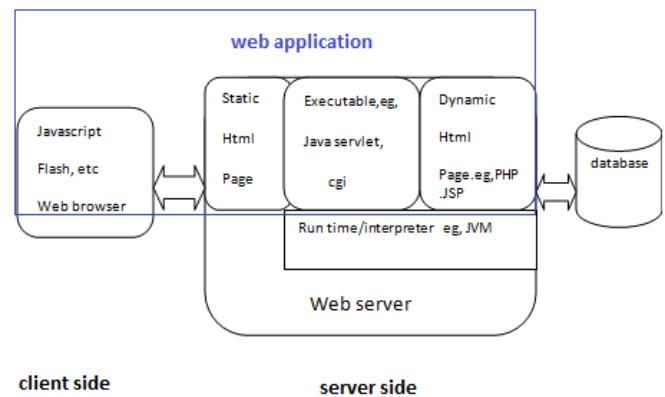 web application
Javascript
Flash, etc
Web browser
Static
Html
Page
Executable,eg,
Java servlet,
cgi
Dynamic
Html
Page.eg,PHP
.JSP
database
Run time/interpreter eg, JVM
Web server
client side
server side